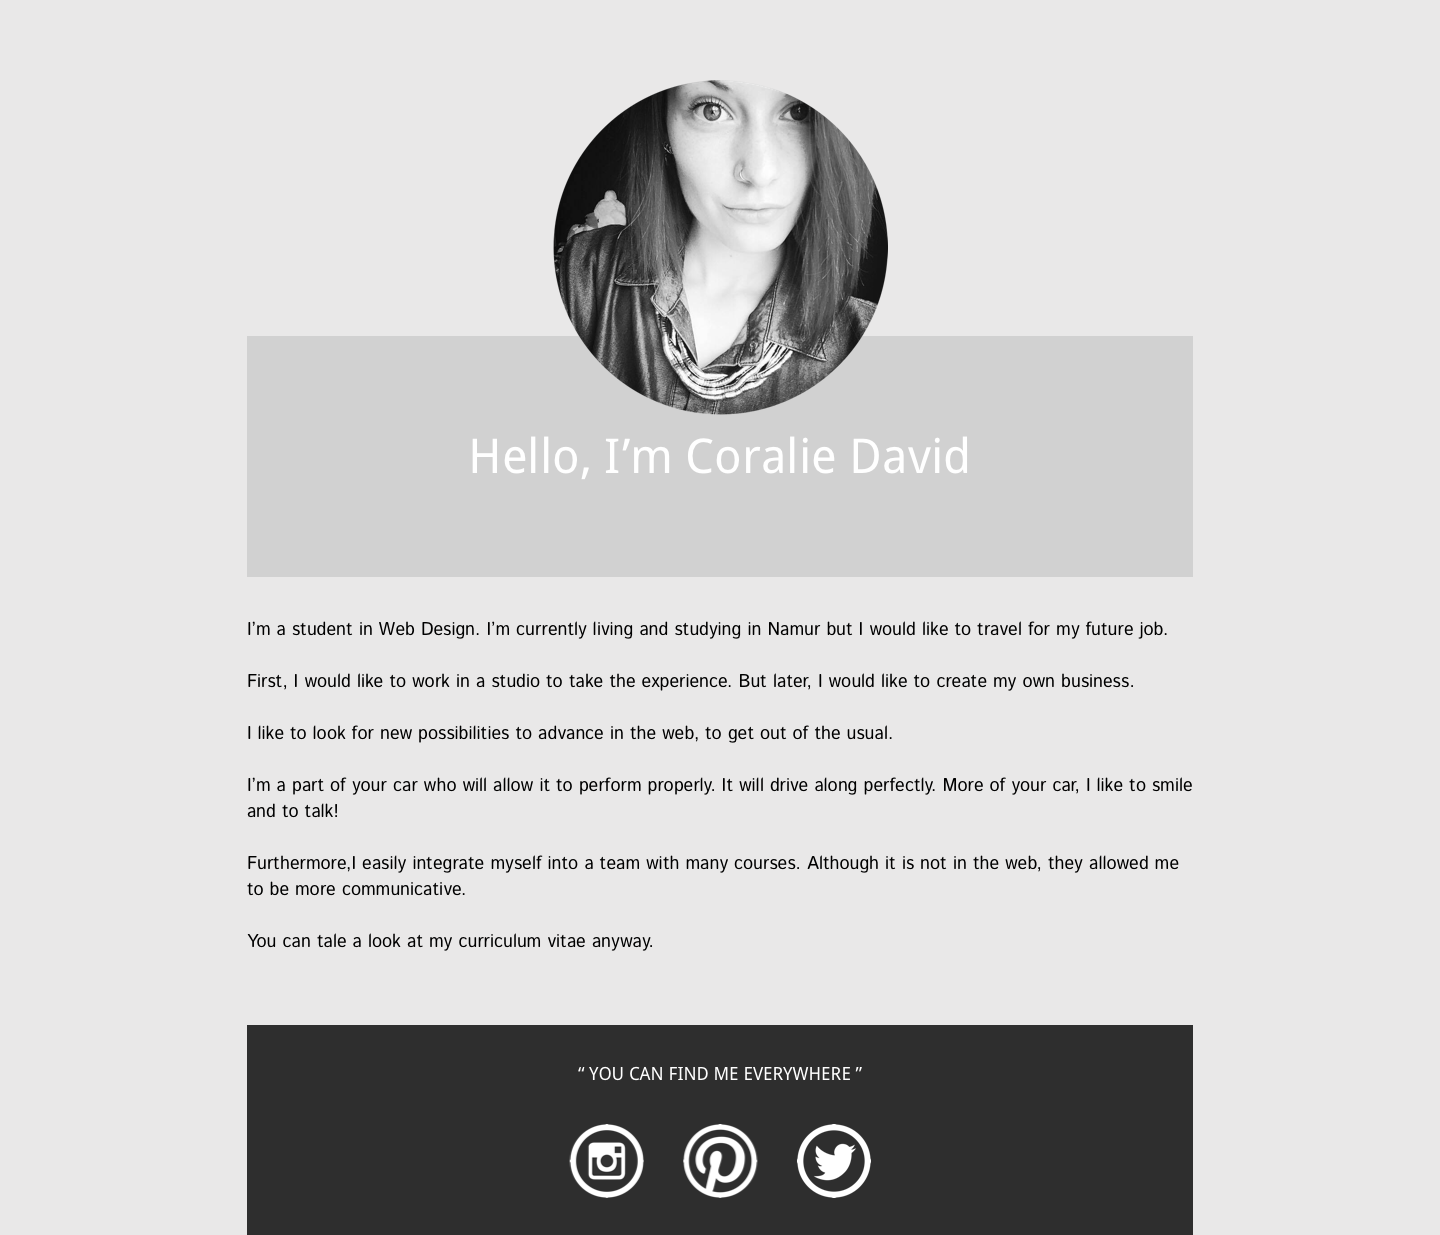 Hello, I’m Coralie David
I’m a student in Web Design. I’m currently living and studying in Namur but I would like to travel for my future job.
First, I would like to work in a studio to take the experience. But later, I would like to create my own business.
I like to look for new possibilities to advance in the web, to get out of the usual.
I’m a part of your car who will allow it to perform properly. It will drive along perfectly. More of your car, I like to smile
and to talk!
Furthermore,I easily integrate myself into a team with many courses. Although it is not in the web, they allowed me
to be more communicative.
You can tale a look at my curriculum vitae anyway.
“ YOU CAN FIND ME EVERYWHERE ”